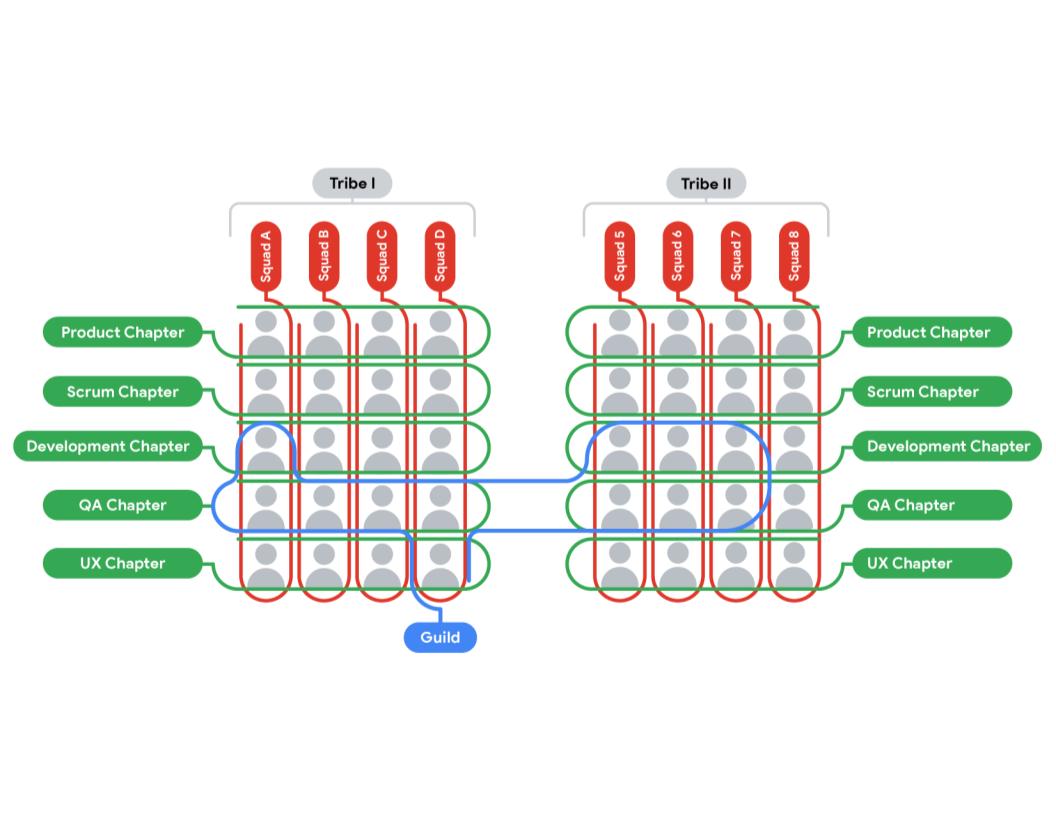 Tribe I
Tribe II
Squad A
Squad B
Squad C
Squad D
Squad 5
Squad 6
Squad 7
Squad 8
Product Chapter
Product Chapter
Scrum Chapter
Scrum Chapter
Development Chapter
Development Chapter
QA Chapter
QA Chapter
UX Chapter
UX Chapter
Guild